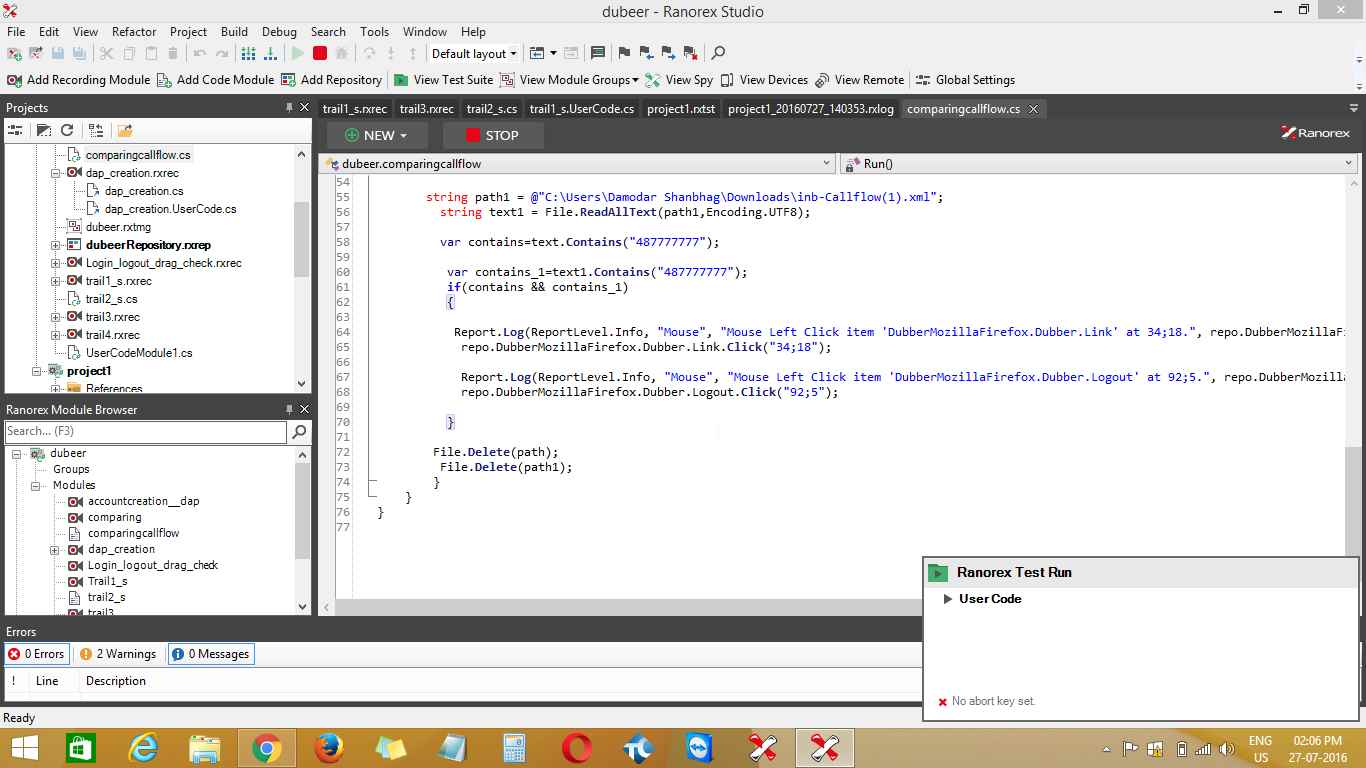 dubeer - Ranorex Studio
File Edit View Refactor Project Build Debug Search Tools Window Help
Default layout
Add Recording Module Add Code Module Add Repository View Test Suite View Module Groups View Spy View Devices View Remote Global Settings
Projects
comparingcallflow.cs
dap_creation.rxrec
dap_creation.cs
dap_creation.UserCode.cs
dubeer.rxtmg
dubeerRepository.rxrep
Login_logout_drag_check.rxrec
trail1_s.rxrec
trail2_s.cs
trail3.rxrec
trail4.rxrec
UserCodeModule1.cs
project1
References
Ranorex Module Browser
Search... (F3)
dubeer
Groups
Modules
accountcreation__dap
comparing
comparingcallflow
dap_creation
Login_logout_drag_check
Trail1_s
trail2_s
trail3
trail1_s.rxrec trail3.rxrec trail2_s.cs trail1_s.UserCode.cs project1.rxtst project1_20160727_140353.rxlog comparingcallflow.cs
NEW STOP Ranorex
dubeer.comparingcallflow Run()
54
55 string path1 = @"C:\Users\Damodar Shanbhag\Downloads\inb-Callflow(1).xml";
56 string text1 = File.ReadAllText(path1,Encoding.UTF8);
57
58 var contains=text.Contains("487777777");
59
60 var contains_1=text1.Contains("487777777");
61 if(contains && contains_1)
62 {
63
64 Report.Log(ReportLevel.Info, "Mouse", "Mouse Left Click item 'DubberMozillaFirefox.Dubber.Link' at 34;18.", repo.DubberMozillaFi
65 repo.DubberMozillaFirefox.Dubber.Link.Click("34;18");
66
67 Report.Log(ReportLevel.Info, "Mouse", "Mouse Left Click item 'DubberMozillaFirefox.Dubber.Logout' at 92;5.", repo.DubberMozilla
68 repo.DubberMozillaFirefox.Dubber.Logout.Click("92;5");
69
70 }
71
72 File.Delete(path);
73 File.Delete(path1);
74 }
75 }
76 }
77
Errors
0 Errors 2 Warnings 0 Messages
! Line Description
Ready
Ranorex Test Run
User Code
No abort key set.
ENG 02:06 PM
US 27-07-2016